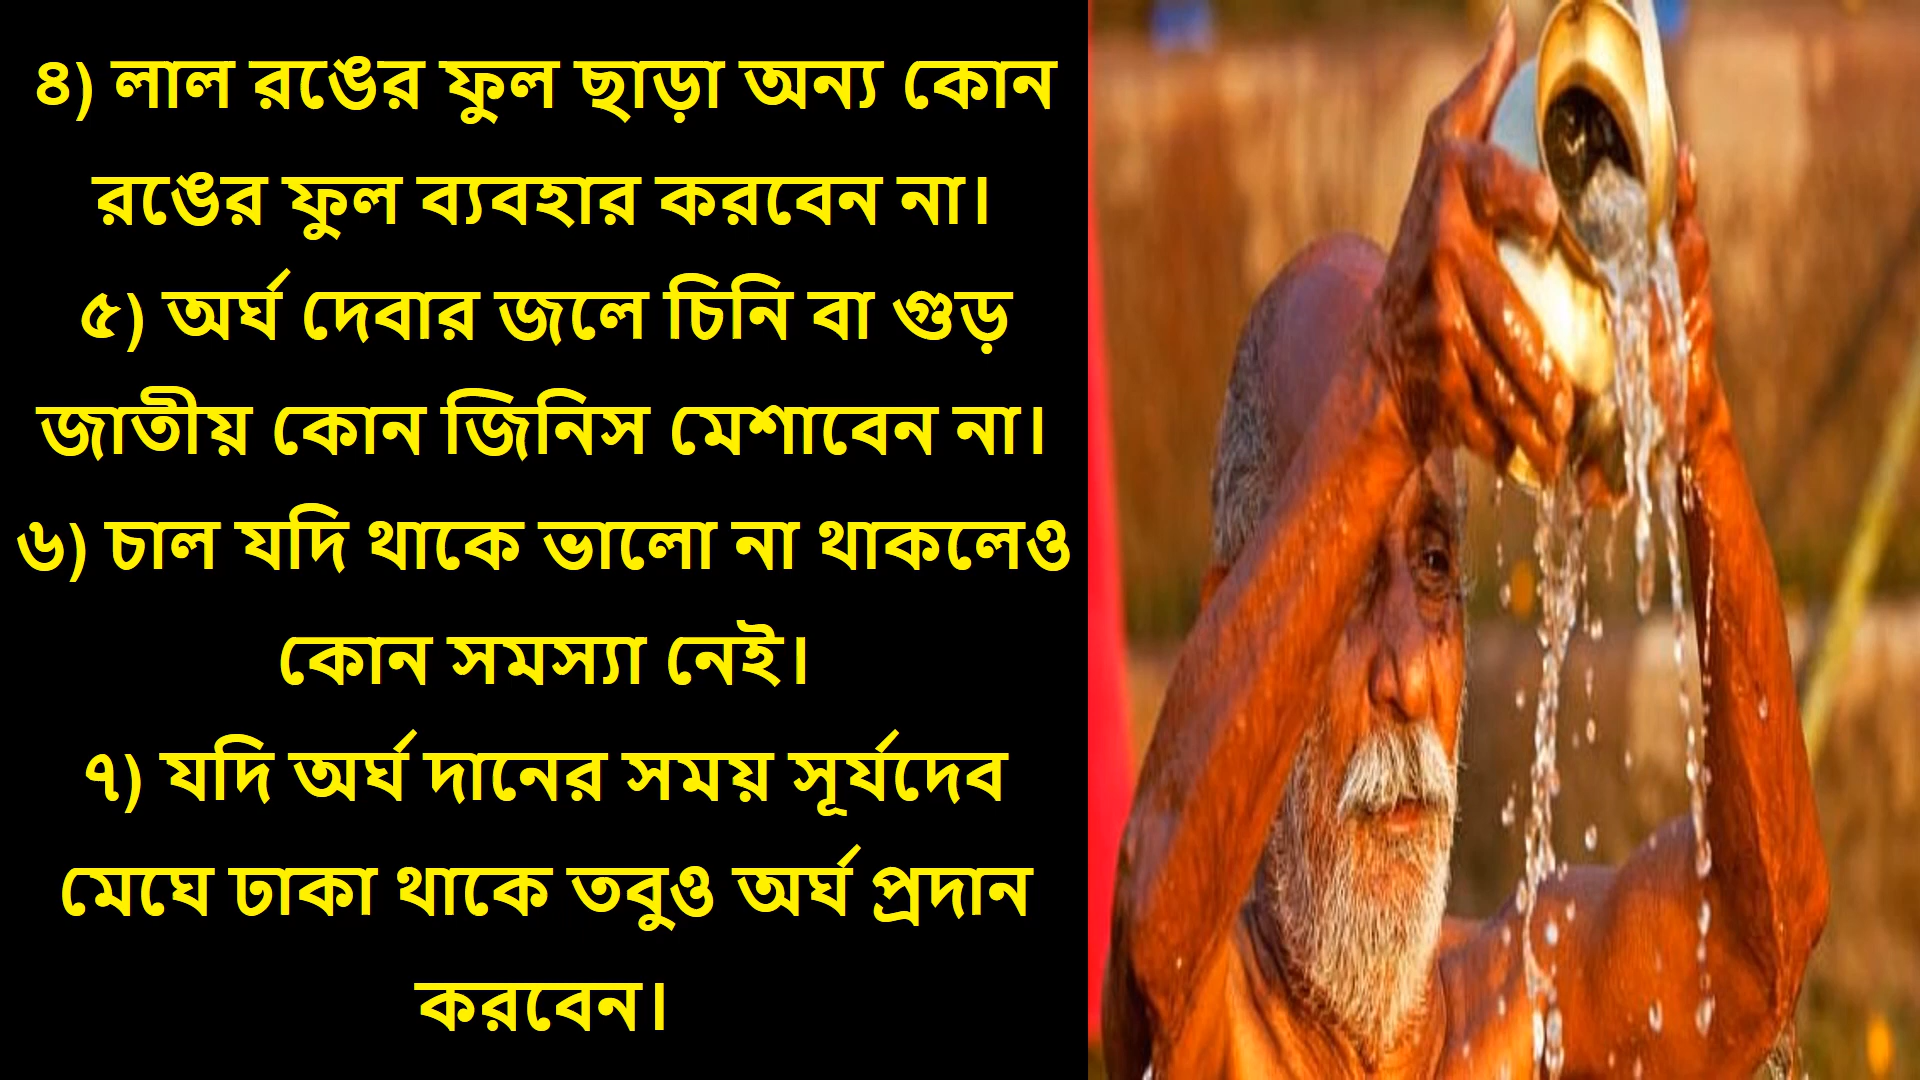 ৪) লাল রঙের ফুল ছাড়া অন্য কোন
রঙের ফুল ব্যবহার করবেন না।
৫) অর্ঘ দেবার জলে চিনি বা গুড়
জাতীয় কোন জিনিস মেশাবেন না।
৬) চাল যদি থাকে ভালো না থাকলেও
কোন সমস্যা নেই।
৭) যদি অর্ঘ দানের সময় সূর্যদেব
মেঘে ঢাকা থাকে তবুও অর্ঘ প্রদান
করবেন।